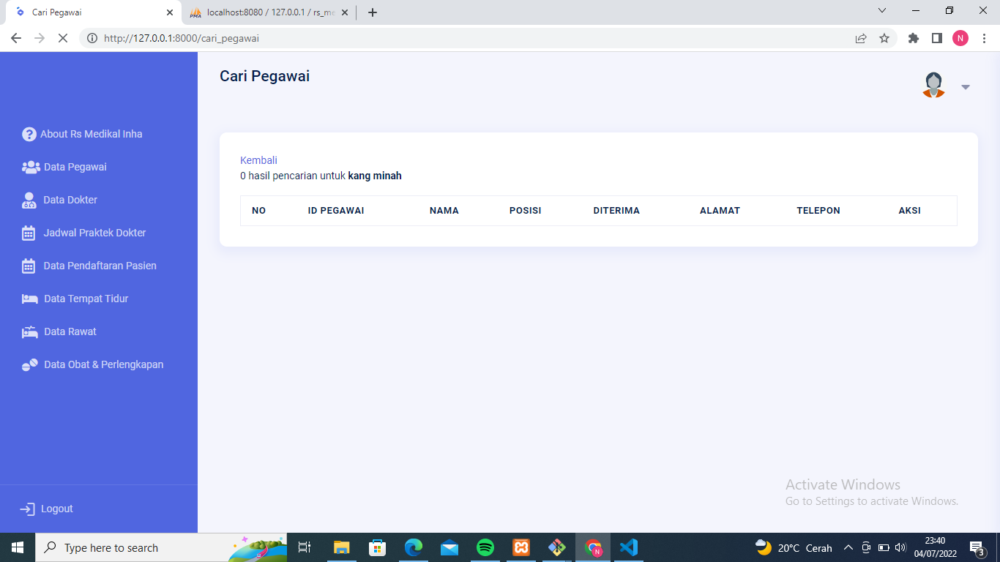 Cari Pegawai
PMA
localhost:8080 / 127.0.0.1 / rs_me
http://127.0.0.1:8000/cari_pegawai
N
Cari Pegawai
About Rs Medikal Inha
Data Pegawai
Data Dokter
Jadwal Praktek Dokter
Data Pendaftaran Pasien
Data Tempat Tidur
Data Rawat
Data Obat & Perlengkapan
Logout
Kembali
0 hasil pencarian untuk kang minah
NO ID PEGAWAI NAMA POSISI DITERIMA ALAMAT TELEPON AKSI
Activate Windows
Go to Settings to activate Windows.
Type here to search
N
20°C Cerah
23:40
04/07/2022
3